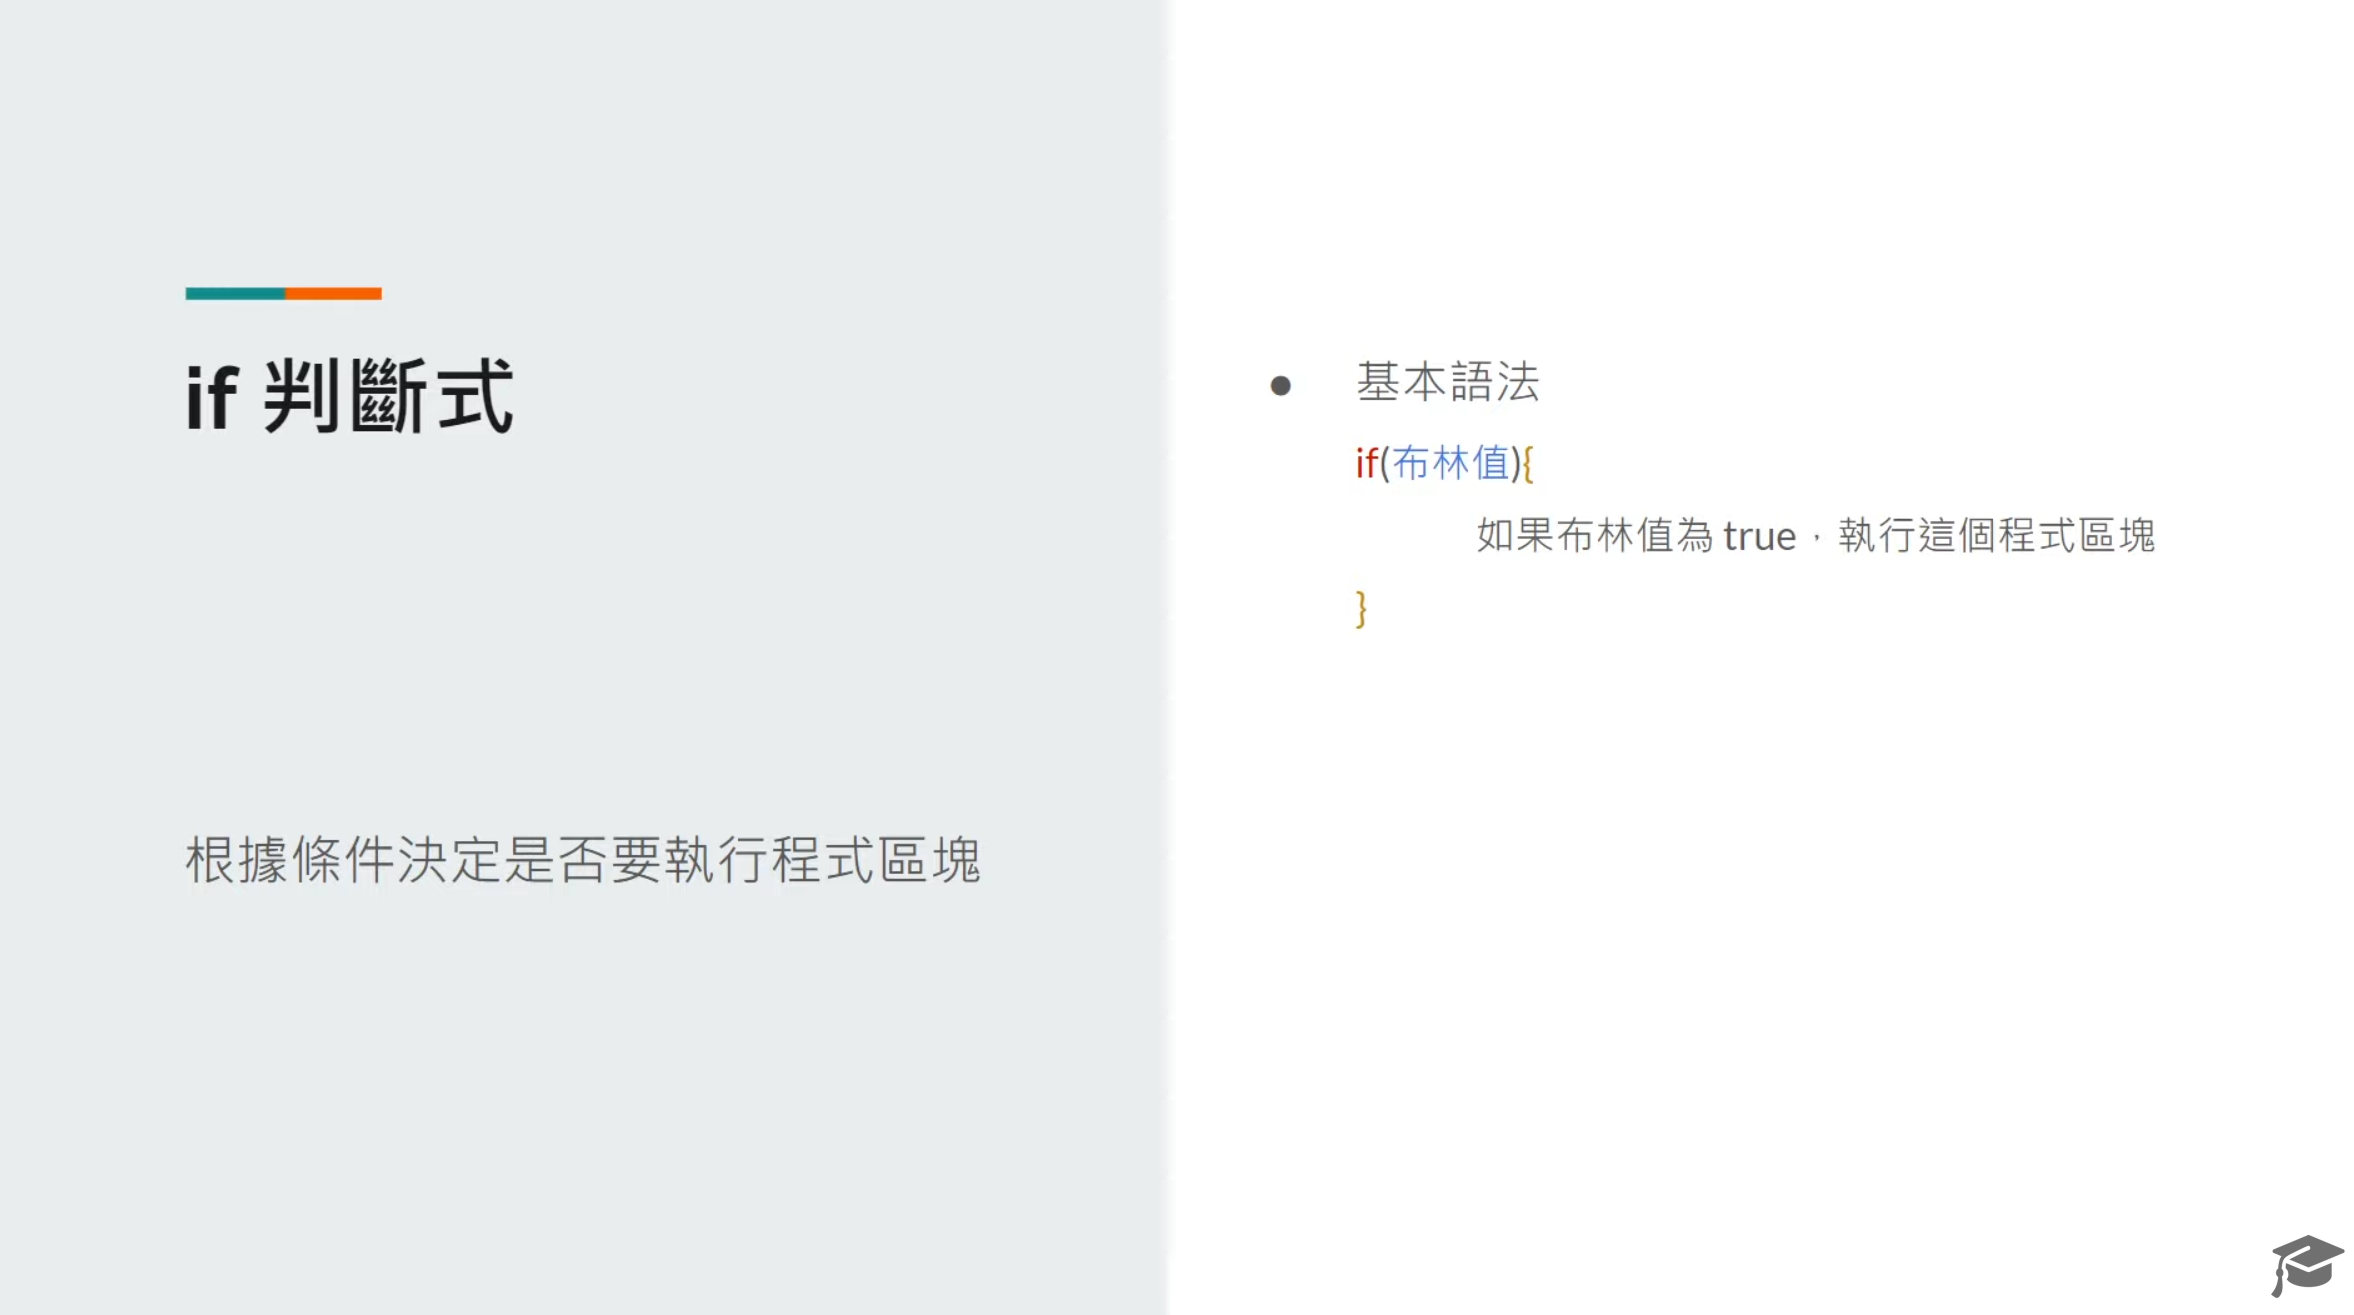 if 判斷式
根據條件決定是否要執行程式區塊
● 基本語法
if(布林值){
如果布林值為 true，執行這個程式區塊
}